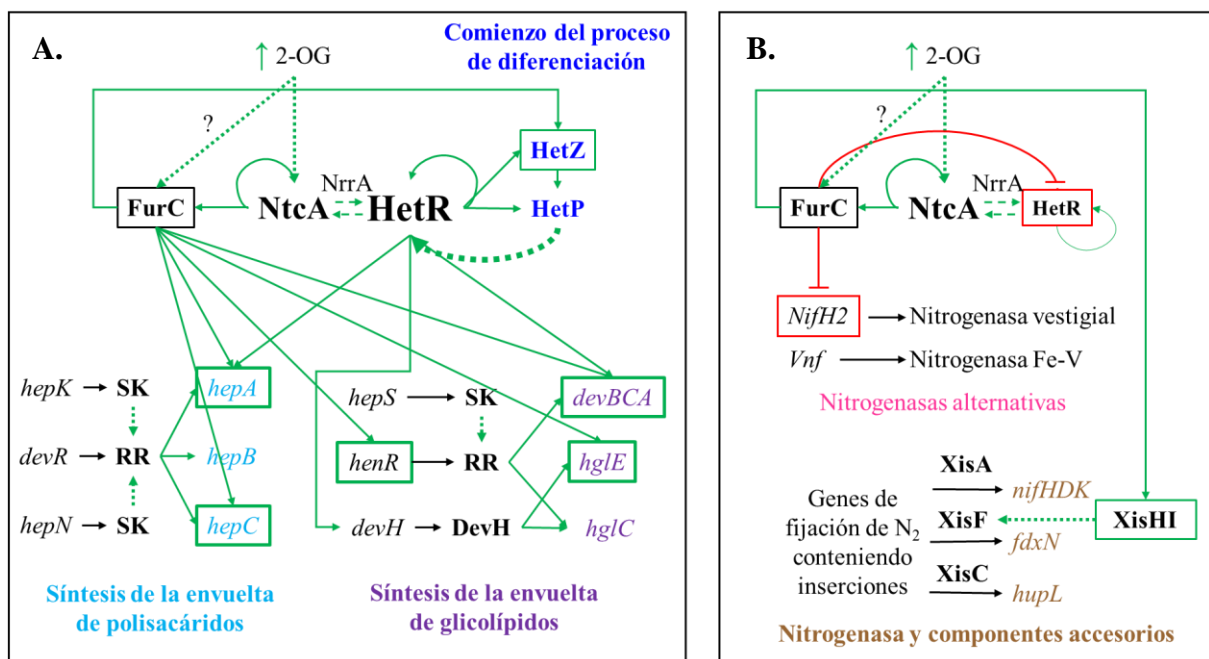 A.
↑ 2-OG
Comienzo del proceso
de diferenciación
?
HetZ
FurC
NtcA
NrrA
HetR
HetP
hepK
SK
hepA
devR
RR
hepB
hepN
SK
hepC
hepS
SK
devBCA
henR
RR
hglE
devH
DevH
hglC
Síntesis de la envuelta
de polisacáridos
Síntesis de la envuelta
de glicolípidos
B.
↑ 2-OG
?
FurC
NtcA
NrrA
HetR
NifH2
Nitrogenasa vestigial
Vnf
Nitrogenasa Fe-V
Nitrogenasas alternativas
Genes de
fijación de N₂
conteniendo
inserciones
XisA
nifHDK
XisF
XisHI
fdxN
XisC
hupL
Nitrogenasa y componentes accesorios